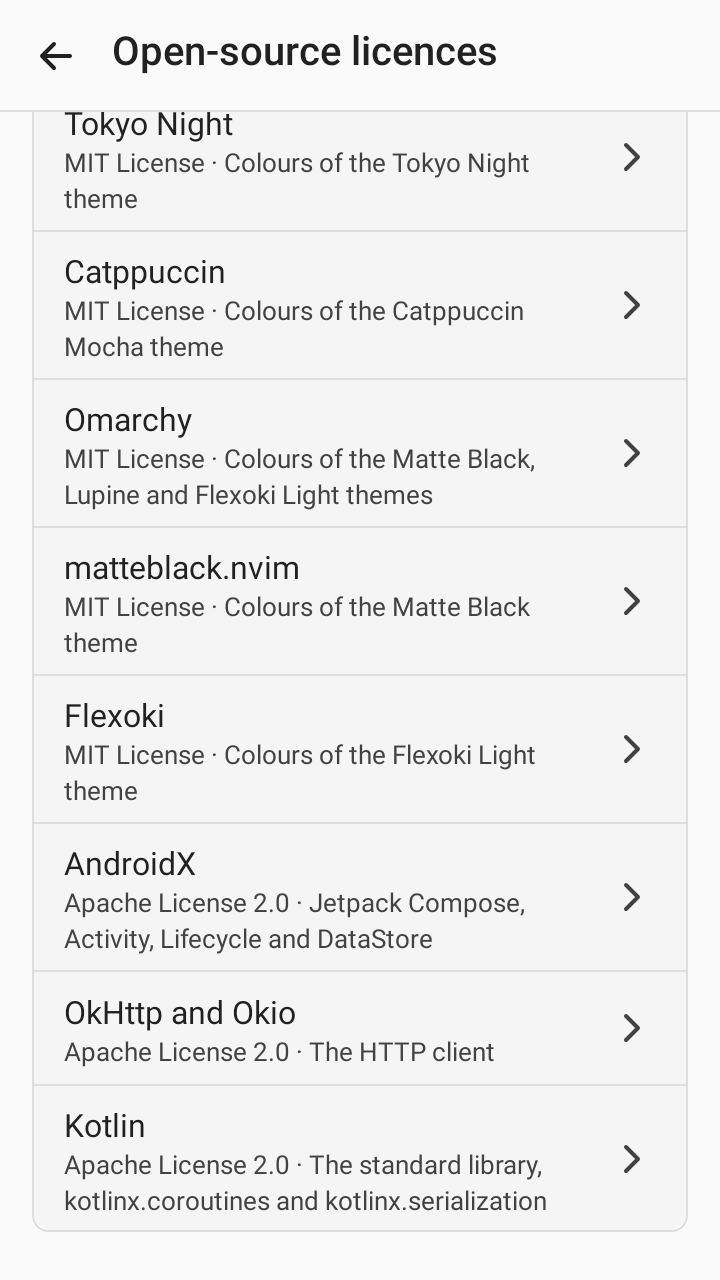 Open-source licences
Tokyo Night
MIT License · Colours of the Tokyo Night
theme
Catppuccin
MIT License · Colours of the Catppuccin
Mocha theme
Omarchy
MIT License · Colours of the Matte Black,
Lupine and Flexoki Light themes
matteblack.nvim
MIT License · Colours of the Matte Black
theme
Flexoki
MIT License · Colours of the Flexoki Light
theme
AndroidX
Apache License 2.0 · Jetpack Compose,
Activity, Lifecycle and DataStore
OkHttp and Okio
Apache License 2.0 · The HTTP client
Kotlin
Apache License 2.0 · The standard library,
kotlinx.coroutines and kotlinx.serialization